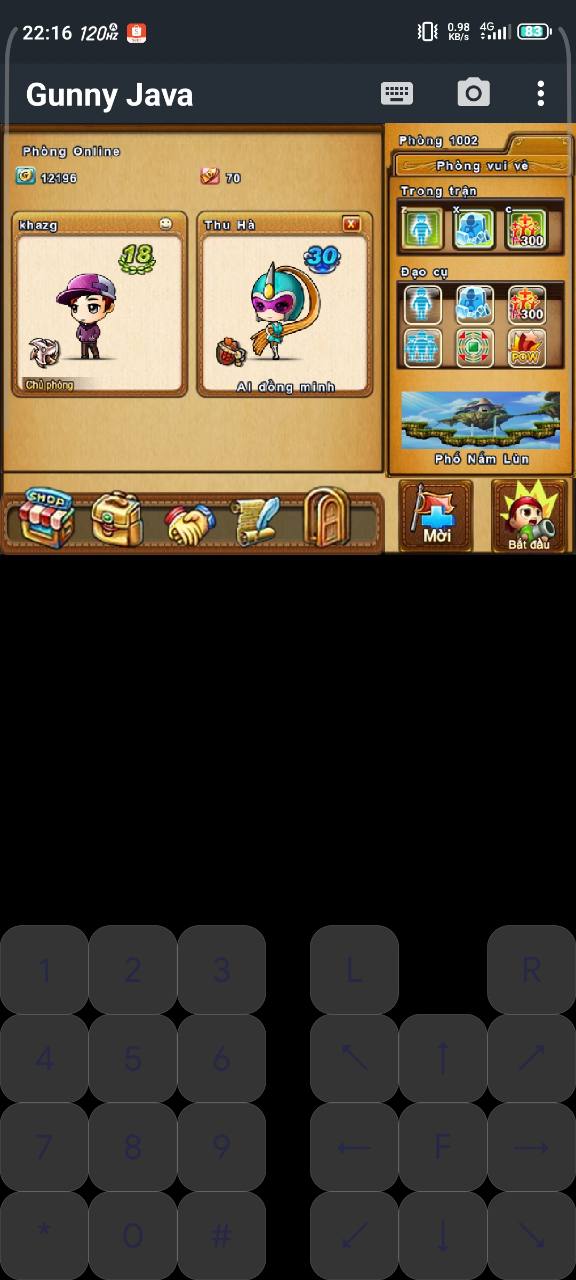 22:16 120HZ 0.98 KB/s 4G 83
Gunny Java
Phòng Online
12196 70
khazg
18
Chủ phòng
Thu Hà X
30
AI đồng minh
Phòng 1002
Phòng vui vẻ
Trong trận
Z X C
300
Đạo cụ
300
POW
Phố Nấm Lùn
SHOP
Mời
Bắt đầu
1 2 3 L R
4 5 6 ↖ ↑ ↗
7 8 9 ← F →
* 0 # ↙ ↓ ↘